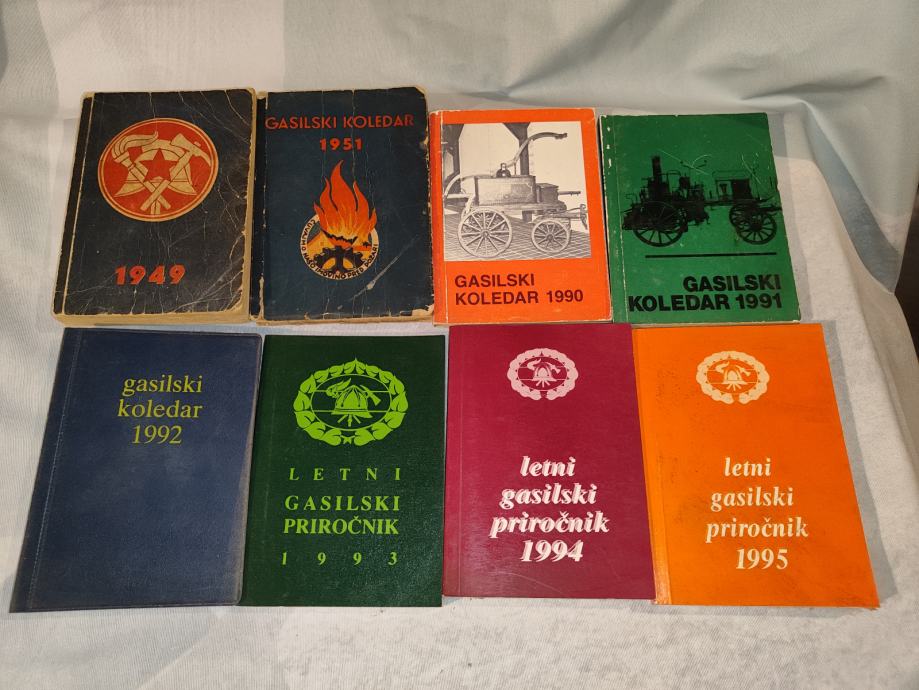 1949
GASILSKI KOLEDAR
1951
GASILSKI
KOLEDAR 1990
GASILSKI
KOLEDAR 1991
gasilski
koledar
1992
LETNI
GASILSKI
PRIROČNIK
1993
letni
gasilski
priročnik
1994
letni
gasilski
priročnik
1995